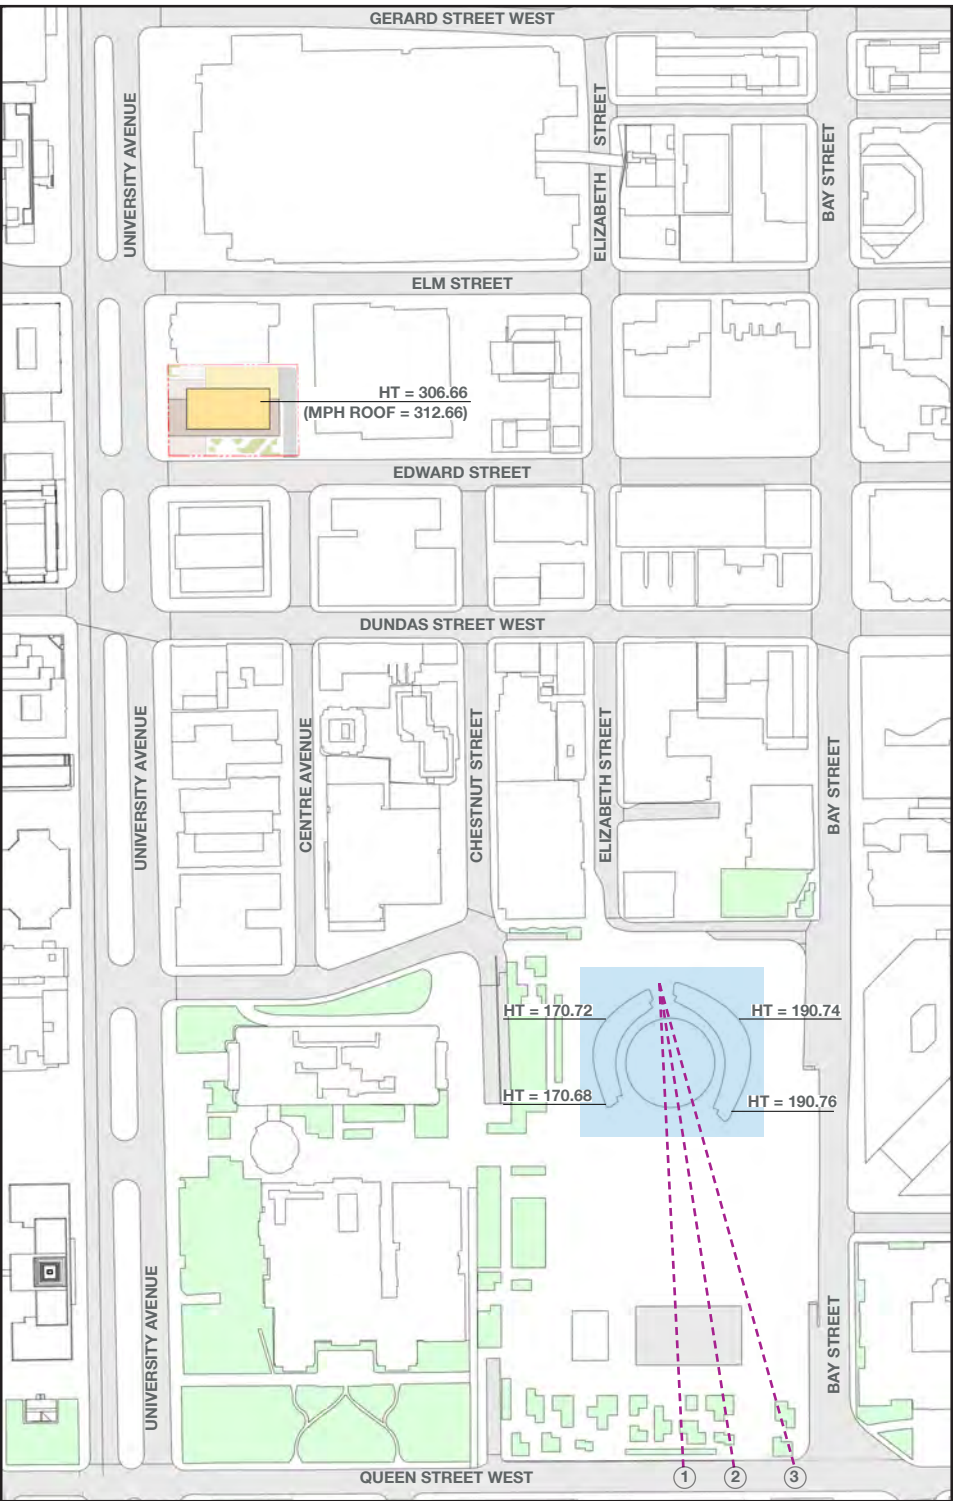 GERARD STREET WEST
UNIVERSITY AVENUE
ELIZABETH STREET
BAY STREET
ELM STREET
HT = 306.66
(MPH ROOF = 312.66)
EDWARD STREET
DUNDAS STREET WEST
UNIVERSITY AVENUE
CENTRE AVENUE
CHESTNUT STREET
ELIZABETH STREET
BAY STREET
HT = 170.72
HT = 190.74
HT = 170.68
HT = 190.76
UNIVERSITY AVENUE
BAY STREET
QUEEN STREET WEST
1
2
3